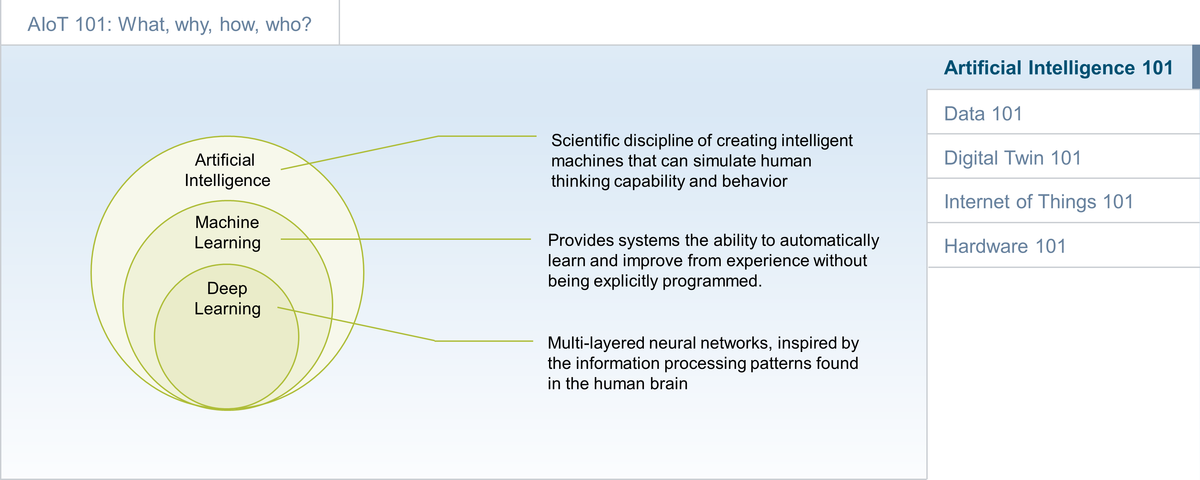 AIoT 101: What, why, how, who?
Artificial Intelligence 101
Data 101
Digital Twin 101
Internet of Things 101
Hardware 101
Artificial
Intelligence
Machine
Learning
Deep
Learning
Scientific discipline of creating intelligent
machines that can simulate human
thinking capability and behavior
Provides systems the ability to automatically
learn and improve from experience without
being explicitly programmed.
Multi-layered neural networks, inspired by
the information processing patterns found
in the human brain